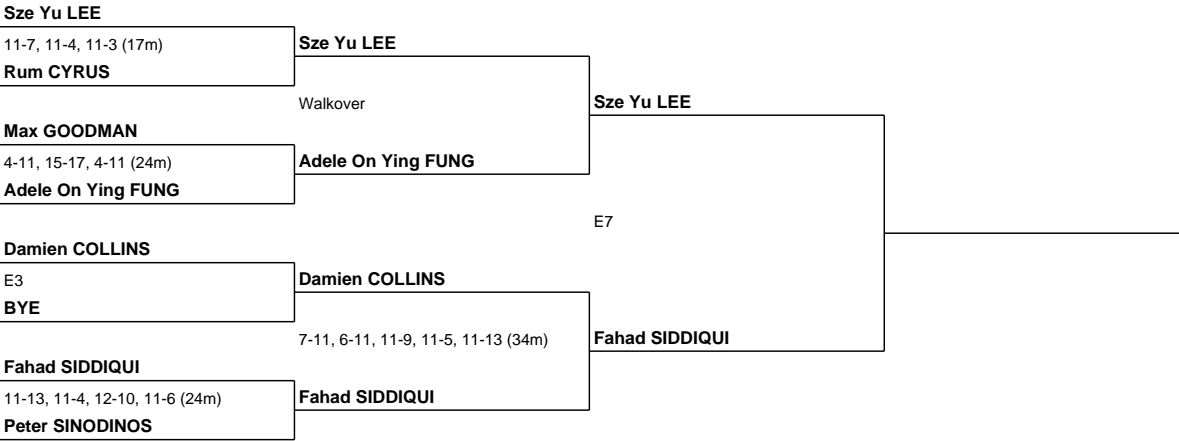 Sze Yu LEE
11-7, 11-4, 11-3 (17m)
Rum CYRUS
Max GOODMAN
4-11, 15-17, 4-11 (24m)
Adele On Ying FUNG
Damien COLLINS
E3
BYE
Fahad SIDDIQUI
11-13, 11-4, 12-10, 11-6 (24m)
Peter SINODINOS
Sze Yu LEE
Walkover
Adele On Ying FUNG
Damien COLLINS
7-11, 6-11, 11-9, 11-5, 11-13 (34m)
Fahad SIDDIQUI
Sze Yu LEE
E7
Fahad SIDDIQUI